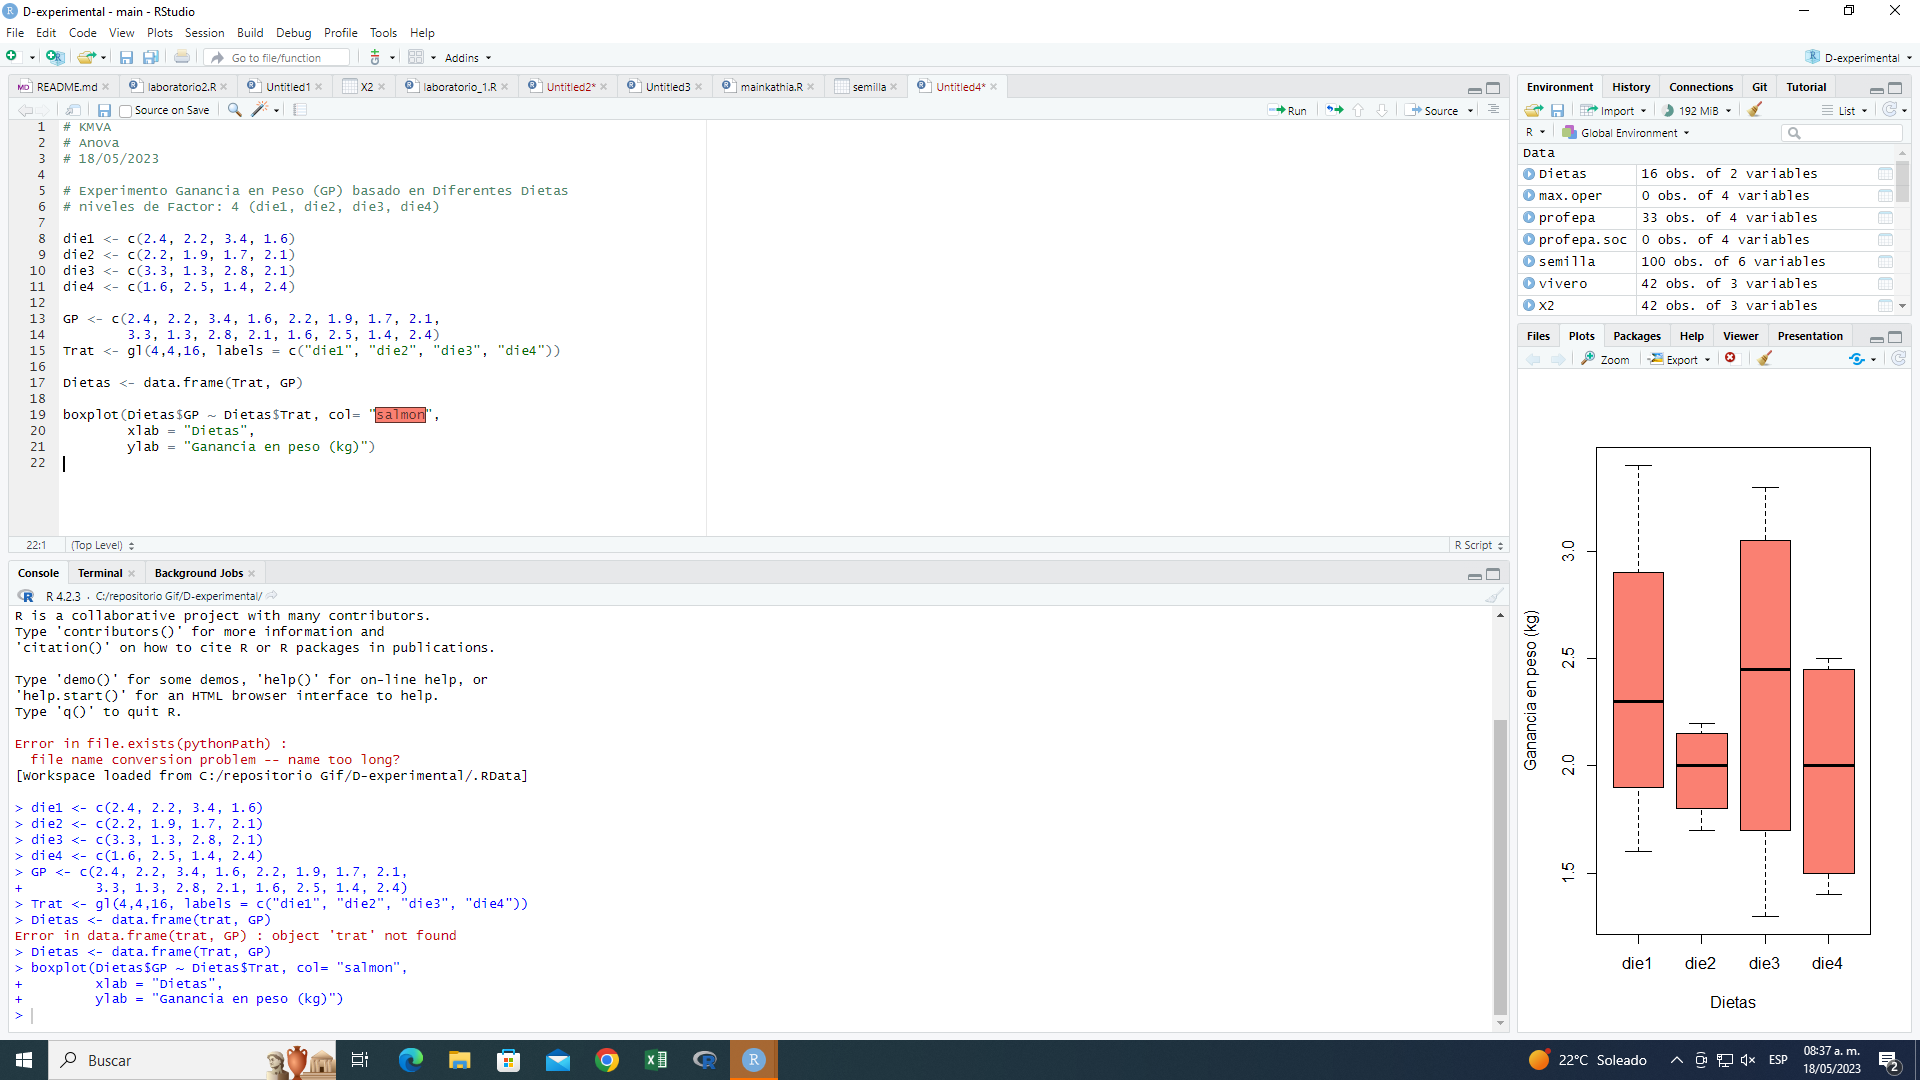 D-experimental - main - RStudio
File Edit Code View Plots Session Build Debug Profile Tools Help
Go to file/function Addins D-experimental
README.md laboratorio2.R Untitled1 X2 laboratorio_1.R Untitled2* Untitled3 mainkathia.R semilla Untitled4*
Source on Save Run Source
1 # KMVA
2 # Anova
3 # 18/05/2023
4
5 # Experimento Ganancia en Peso (GP) basado en Diferentes Dietas
6 # niveles de Factor: 4 (die1, die2, die3, die4)
7
8 die1 <- c(2.4, 2.2, 3.4, 1.6)
9 die2 <- c(2.2, 1.9, 1.7, 2.1)
10 die3 <- c(3.3, 1.3, 2.8, 2.1)
11 die4 <- c(1.6, 2.5, 1.4, 2.4)
12
13 GP <- c(2.4, 2.2, 3.4, 1.6, 2.2, 1.9, 1.7, 2.1,
14 3.3, 1.3, 2.8, 2.1, 1.6, 2.5, 1.4, 2.4)
15 Trat <- gl(4,4,16, labels = c("die1", "die2", "die3", "die4"))
16
17 Dietas <- data.frame(Trat, GP)
18
19 boxplot(Dietas$GP ~ Dietas$Trat, col= "salmon",
20 xlab = "Dietas",
21 ylab = "Ganancia en peso (kg)")
22
22:1 (Top Level) R Script
Console Terminal Background Jobs
R 4.2.3 · C:/repositorio Gif/D-experimental/
R is a collaborative project with many contributors.
Type 'contributors()' for more information and
'citation()' on how to cite R or R packages in publications.
Type 'demo()' for some demos, 'help()' for on-line help, or
'help.start()' for an HTML browser interface to help.
Type 'q()' to quit R.
Error in file.exists(pythonPath) :
file name conversion problem -- name too long?
[Workspace loaded from C:/repositorio Gif/D-experimental/.RData]
> die1 <- c(2.4, 2.2, 3.4, 1.6)
> die2 <- c(2.2, 1.9, 1.7, 2.1)
> die3 <- c(3.3, 1.3, 2.8, 2.1)
> die4 <- c(1.6, 2.5, 1.4, 2.4)
> GP <- c(2.4, 2.2, 3.4, 1.6, 2.2, 1.9, 1.7, 2.1,
+ 3.3, 1.3, 2.8, 2.1, 1.6, 2.5, 1.4, 2.4)
> Trat <- gl(4,4,16, labels = c("die1", "die2", "die3", "die4"))
> Dietas <- data.frame(trat, GP)
Error in data.frame(trat, GP) : object 'trat' not found
> Dietas <- data.frame(Trat, GP)
> boxplot(Dietas$GP ~ Dietas$Trat, col= "salmon",
+ xlab = "Dietas",
+ ylab = "Ganancia en peso (kg)")
>
Environment History Connections Git Tutorial
Import 192 MiB List
R Global Environment
Data
Dietas 16 obs. of 2 variables
max.oper 0 obs. of 4 variables
profepa 33 obs. of 4 variables
profepa.soc 0 obs. of 4 variables
semilla 100 obs. of 6 variables
vivero 42 obs. of 3 variables
X2 42 obs. of 3 variables
Files Plots Packages Help Viewer Presentation
Zoom Export
Ganancia en peso (kg)
3.0
2.5
2.0
1.5
die1 die2 die3 die4
Dietas
Buscar
22°C Soleado ESP 08:37 a. m.
18/05/2023
2